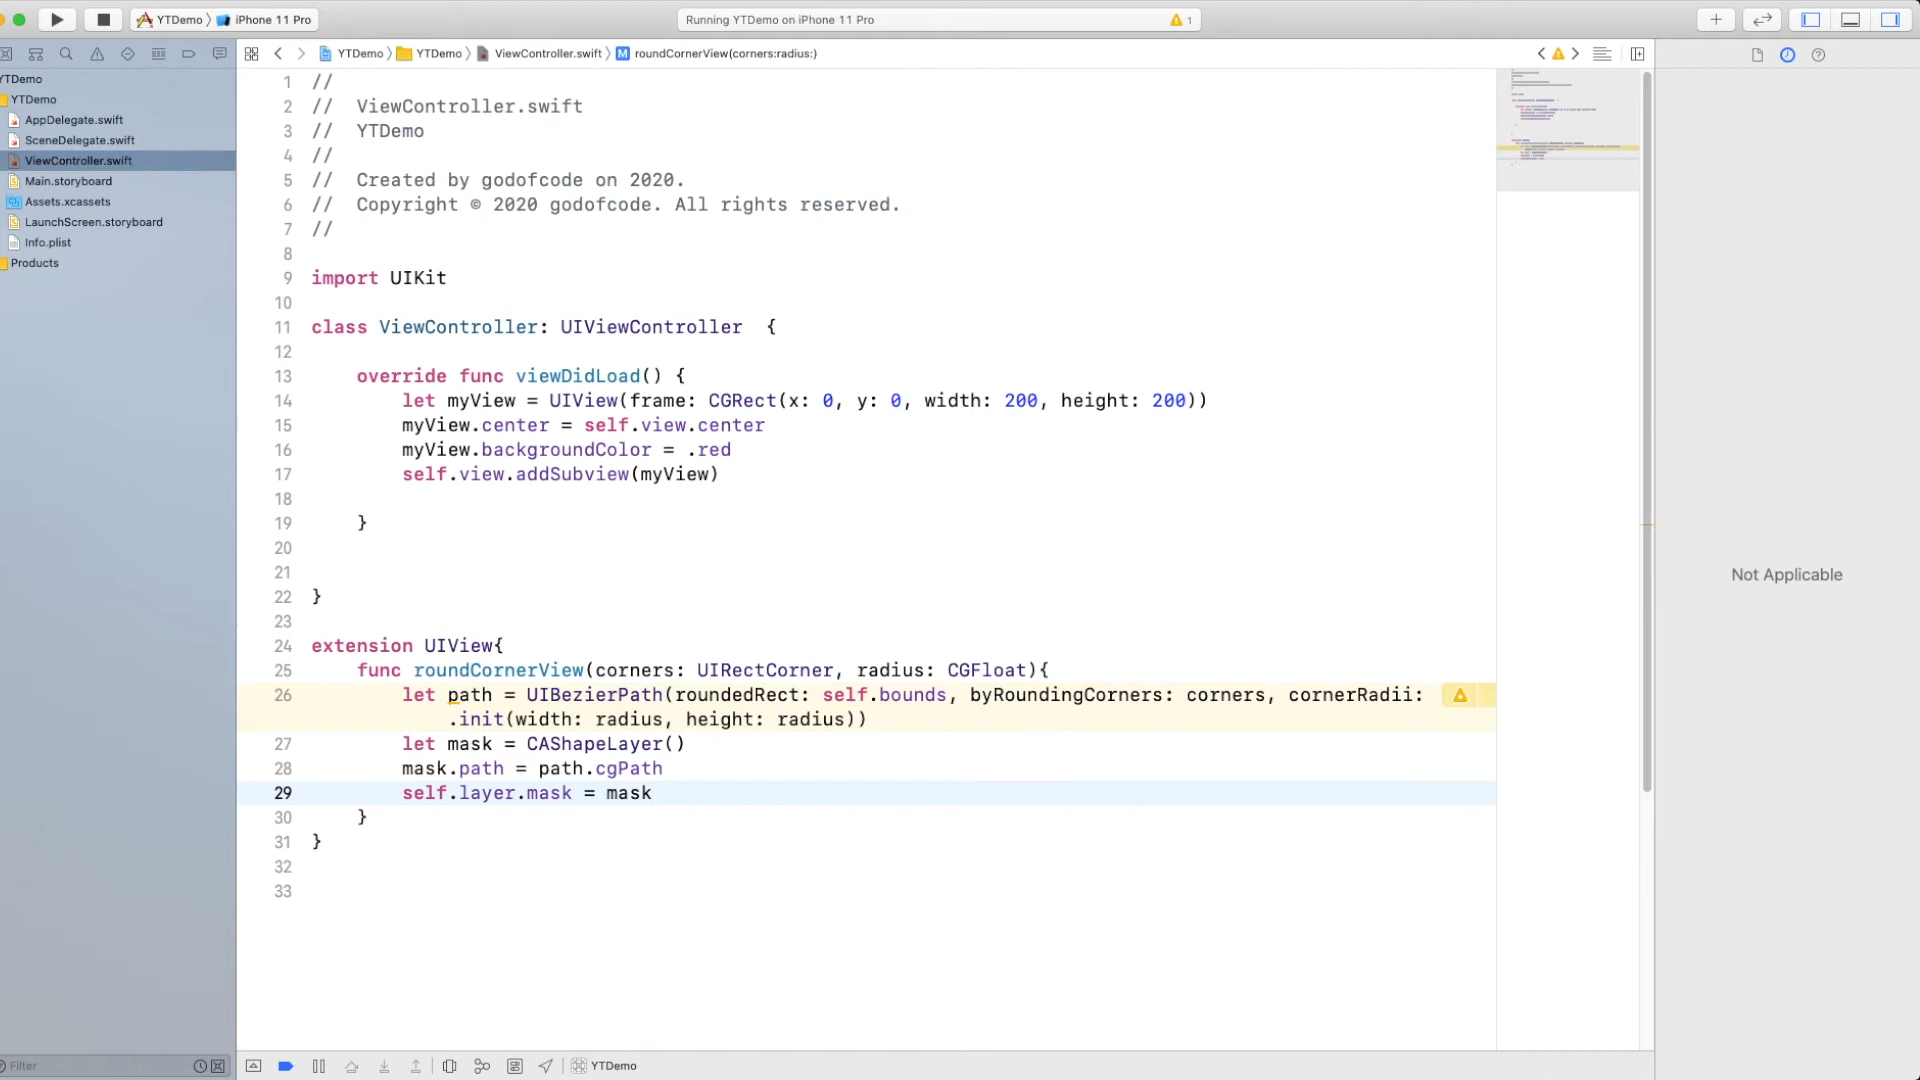 YTDemo
iPhone 11 Pro
Running YTDemo on iPhone 11 Pro
1
YTDemo
YTDemo
ViewController.swift
M
roundCornerView(corners:radius:)
YTDemo
YTDemo
AppDelegate.swift
SceneDelegate.swift
ViewController.swift
Main.storyboard
Assets.xcassets
LaunchScreen.storyboard
Info.plist
Products
1 //
2 // ViewController.swift
3 // YTDemo
4 //
5 // Created by godofcode on 2020.
6 // Copyright © 2020 godofcode. All rights reserved.
7 //
8
9 import UIKit
10
11 class ViewController: UIViewController {
12
13 override func viewDidLoad() {
14 let myView = UIView(frame: CGRect(x: 0, y: 0, width: 200, height: 200))
15 myView.center = self.view.center
16 myView.backgroundColor = .red
17 self.view.addSubview(myView)
18
19 }
20
21
22 }
23
24 extension UIView{
25 func roundCornerView(corners: UIRectCorner, radius: CGFloat){
26 let path = UIBezierPath(roundedRect: self.bounds, byRoundingCorners: corners, cornerRadii:
.init(width: radius, height: radius))
27 let mask = CAShapeLayer()
28 mask.path = path.cgPath
29 self.layer.mask = mask
30 }
31 }
32
33
Not Applicable
Filter
YTDemo